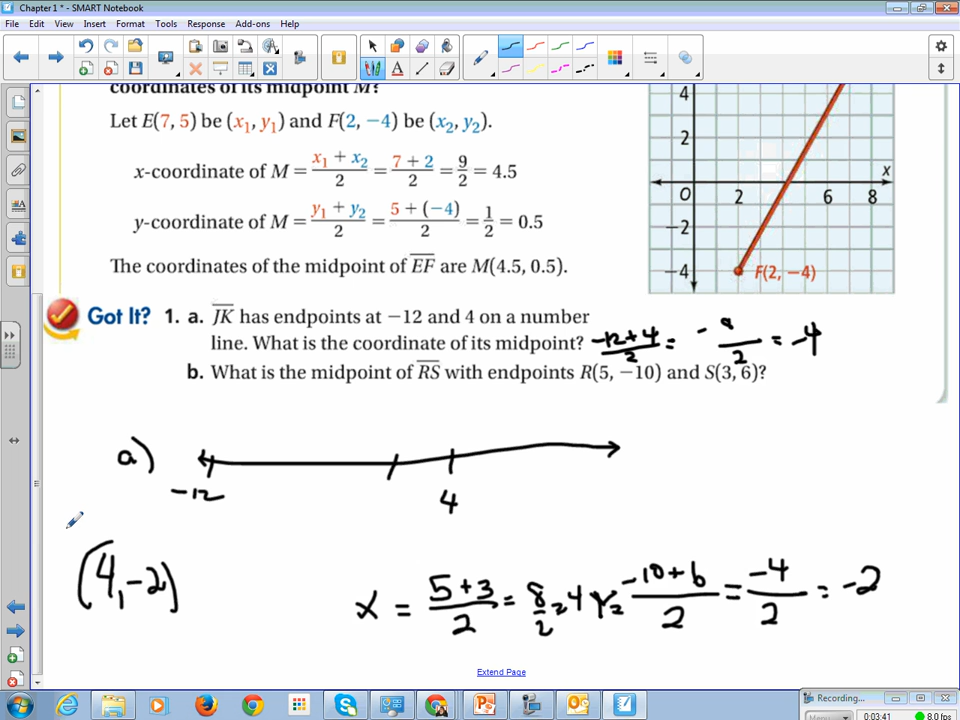 Chapter 1 * - SMART Notebook
File Edit View Insert Format Tools Response Add-ons Help
coordinates of its midpoint M?
Let E(7, 5) be (x1, y1) and F(2, −4) be (x2, y2).
x-coordinate of M = x1 + x2 / 2 = 7 + 2 / 2 = 9/2 = 4.5
y-coordinate of M = y1 + y2 / 2 = 5 + (−4) / 2 = 1/2 = 0.5
The coordinates of the midpoint of EF are M(4.5, 0.5).
4
2
x
O 2 6 8
−2
−4 F(2, −4)
Got It? 1. a. JK has endpoints at −12 and 4 on a number
line. What is the coordinate of its midpoint? -12+4 / 2 = -8 / 2 = -4
b. What is the midpoint of RS with endpoints R(5, −10) and S(3, 6)?
a)
-12 4
(4, -2)
x = 5+3 / 2 = 8/2 = 4 y = -10+6 / 2 = -4 / 2 = -2
Extend Page
Recording...
Menu
03:41 8.0 fps